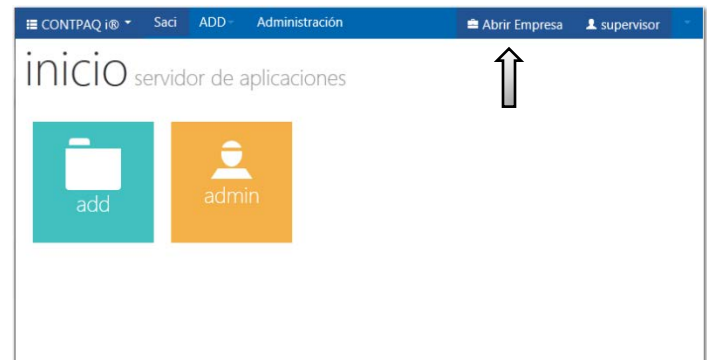 CONTPAQ i® Saci ADD Administración Abrir Empresa supervisor
inicio servidor de aplicaciones
add admin